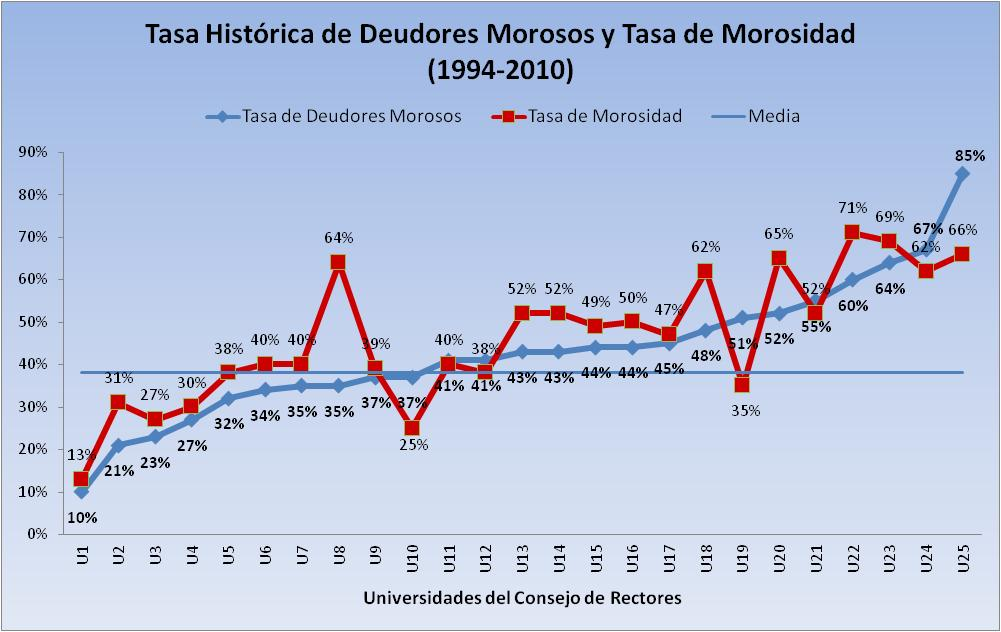 Tasa Histórica de Deudores Morosos y Tasa de Morosidad
(1994-2010)
Tasa de Deudores Morosos Tasa de Morosidad Media
90%
80%
70%
60%
50%
40%
30%
20%
10%
0%
13% 31% 27% 30% 38% 40% 40% 64% 39% 25% 40% 38% 52% 52% 49% 50% 47% 62% 35% 65% 52% 71% 69% 62% 66%
10% 21% 23% 27% 32% 34% 35% 35% 37% 37% 41% 41% 43% 43% 44% 44% 45% 48% 51% 52% 55% 60% 64% 67% 85%
U1 U2 U3 U4 U5 U6 U7 U8 U9 U10 U11 U12 U13 U14 U15 U16 U17 U18 U19 U20 U21 U22 U23 U24 U25
Universidades del Consejo de Rectores